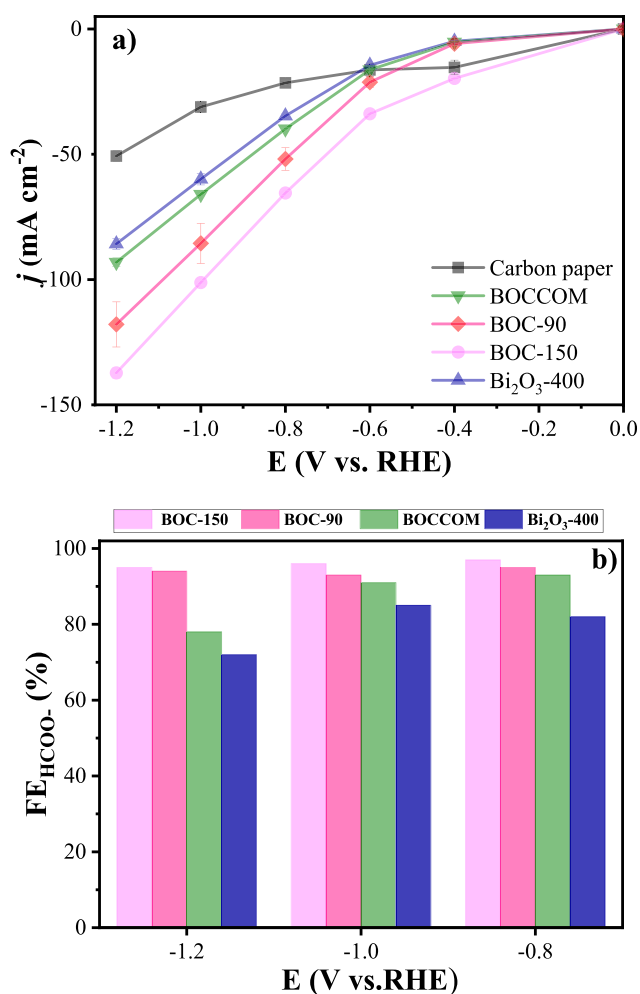 a)
0
-50
-100
-150
j (mA cm⁻²)
Carbon paper
BOCCOM
BOC-90
BOC-150
Bi₂O₃-400
-1.2 -1.0 -0.8 -0.6 -0.4 -0.2 0.0
E (V vs. RHE)
BOC-150 BOC-90 BOCCOM Bi₂O₃-400
b)
100
80
60
40
20
0
FE_HCOO- (%)
-1.2 -1.0 -0.8
E (V vs.RHE)